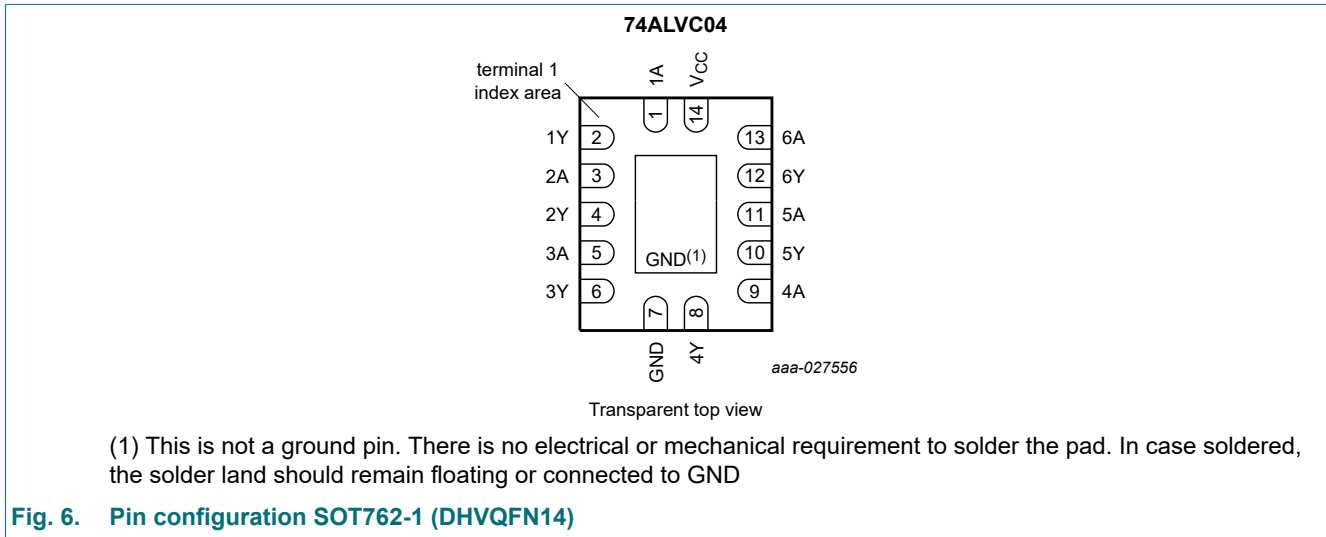 74ALVC04
terminal 1
index area
1A
VCC
1
14
1Y 2
13 6A
2A 3
12 6Y
2Y 4
11 5A
3A 5
GND(1)
10 5Y
3Y 6
9 4A
7
8
GND
4Y
aaa-027556
Transparent top view
(1) This is not a ground pin. There is no electrical or mechanical requirement to solder the pad. In case soldered,
the solder land should remain floating or connected to GND
Fig. 6. Pin configuration SOT762-1 (DHVQFN14)